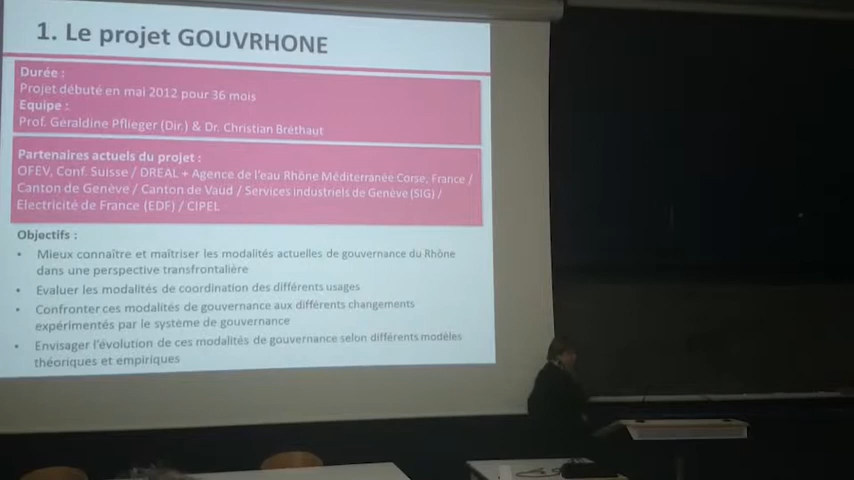 1. Le projet GOUVRHONE
Durée :
Projet débuté en mai 2012 pour 36 mois
Equipe :
Prof. Géraldine Pflieger (Dir.) & Dr. Christian Bréthaut
Partenaires actuels du projet :
OFEV, Conf. Suisse / DREAL + Agence de l'eau Rhône Méditerranée Corse, France /
Canton de Genève / Canton de Vaud / Services industriels de Genève (SIG) /
Electricité de France (EDF) / CIPEL
Objectifs :
• Mieux connaître et maîtriser les modalités actuelles de gouvernance du Rhône
dans une perspective transfrontalière
• Evaluer les modalités de coordination des différents usages
• Confronter ces modalités de gouvernance aux différents changements
expérimentés par le système de gouvernance
• Envisager l'évolution de ces modalités de gouvernance selon différents modèles
théoriques et empiriques